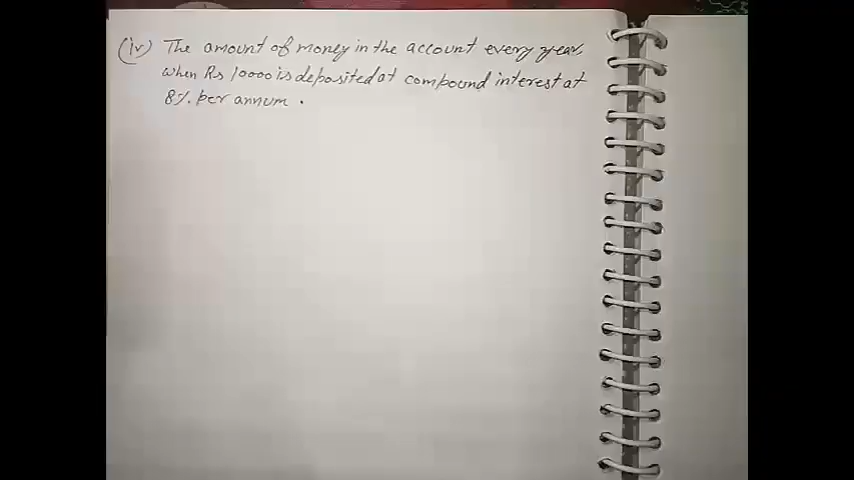 (iv) The amount of money in the account every year,
when Rs 10000 is deposited at compound interest at
8% per annum .